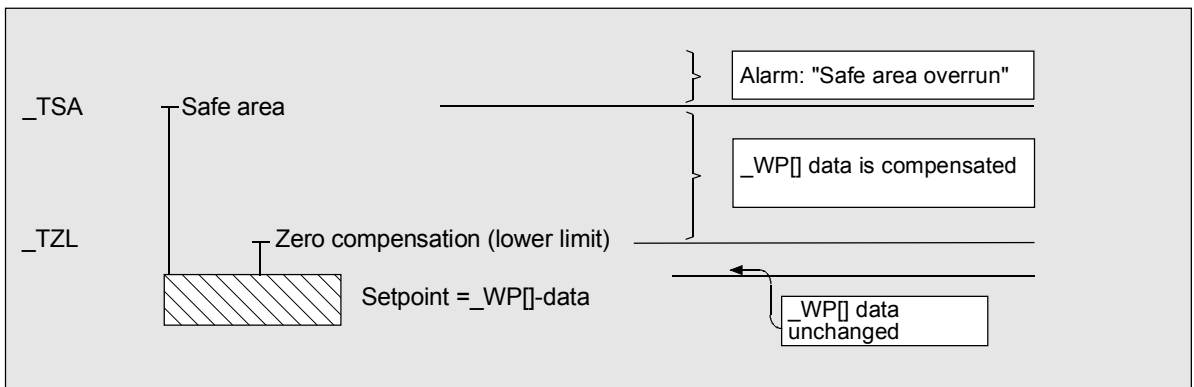 Alarm: "Safe area overrun"
_TSA
Safe area
_WP[] data is compensated
_TZL
Zero compensation (lower limit)
Setpoint =_WP[]-data
_WP[] data
unchanged